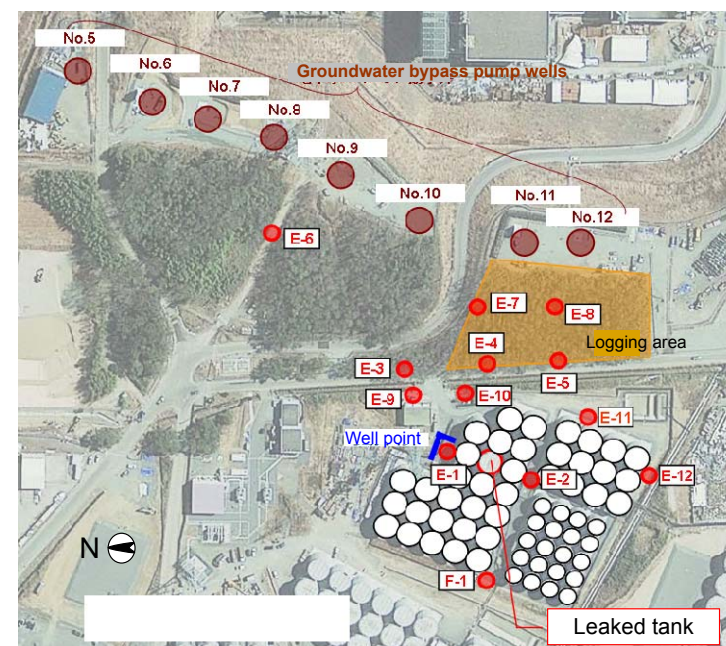 No.5
No.6
No.7
Groundwater bypass pump wells
No.8
No.9
No.10
No.11
No.12
E-6
E-7
E-8
Logging area
E-4
E-3
E-5
E-9
E-10
E-11
Well point
E-1
E-2
E-12
N
F-1
Leaked tank